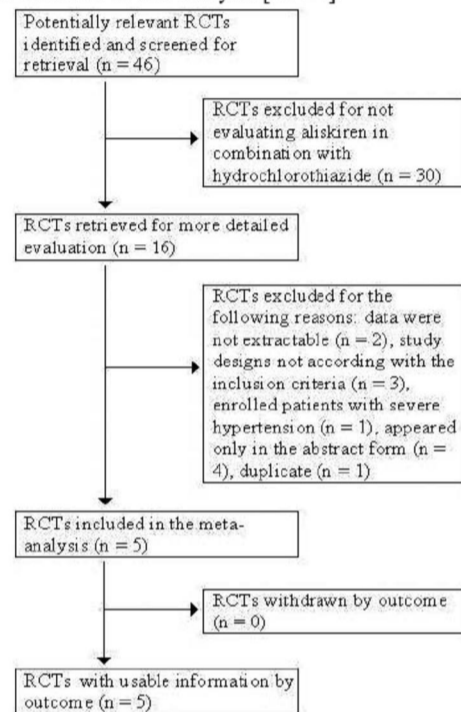 Potentially relevant RCTs
identified and screened for
retrieval (n = 46)
RCTs excluded for not
evaluating aliskiren in
combination with
hydrochlorothiazide (n = 30)
RCTs retrieved for more detailed
evaluation (n = 16)
RCTs excluded for the
following reasons: data were
not extractable (n = 2), study
designs not according with the
inclusion criteria (n = 3),
enrolled patients with severe
hypertension (n = 1), appeared
only in the abstract form (n =
4), duplicate (n = 1)
RCTs included in the meta-
analysis (n = 5)
RCTs withdrawn by outcome
(n = 0)
RCTs with usable information by
outcome (n = 5)